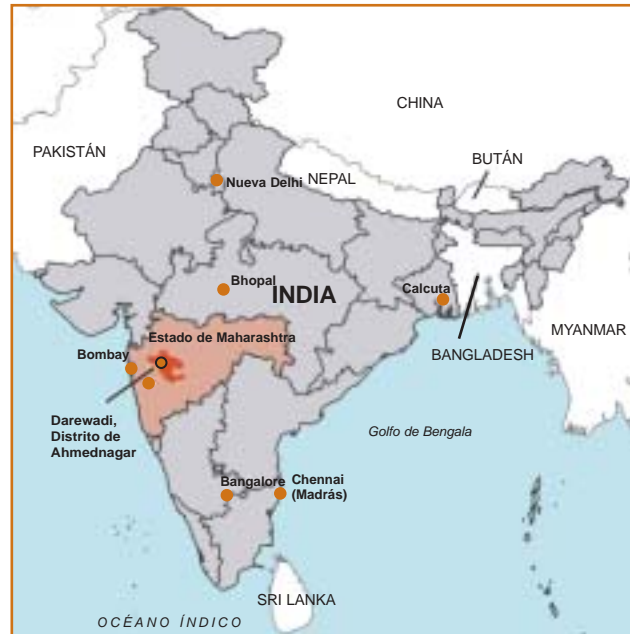 CHINA
PAKISTÁN
BUTÁN
Nueva Delhi
NEPAL
Bhopal
INDIA
Calcuta
Estado de Maharashtra
MYANMAR
Bombay
BANGLADESH
Darewadi,
Distrito de
Ahmednagar
Golfo de Bengala
Bangalore
Chennai
(Madrás)
SRI LANKA
OCÉANO ÍNDICO